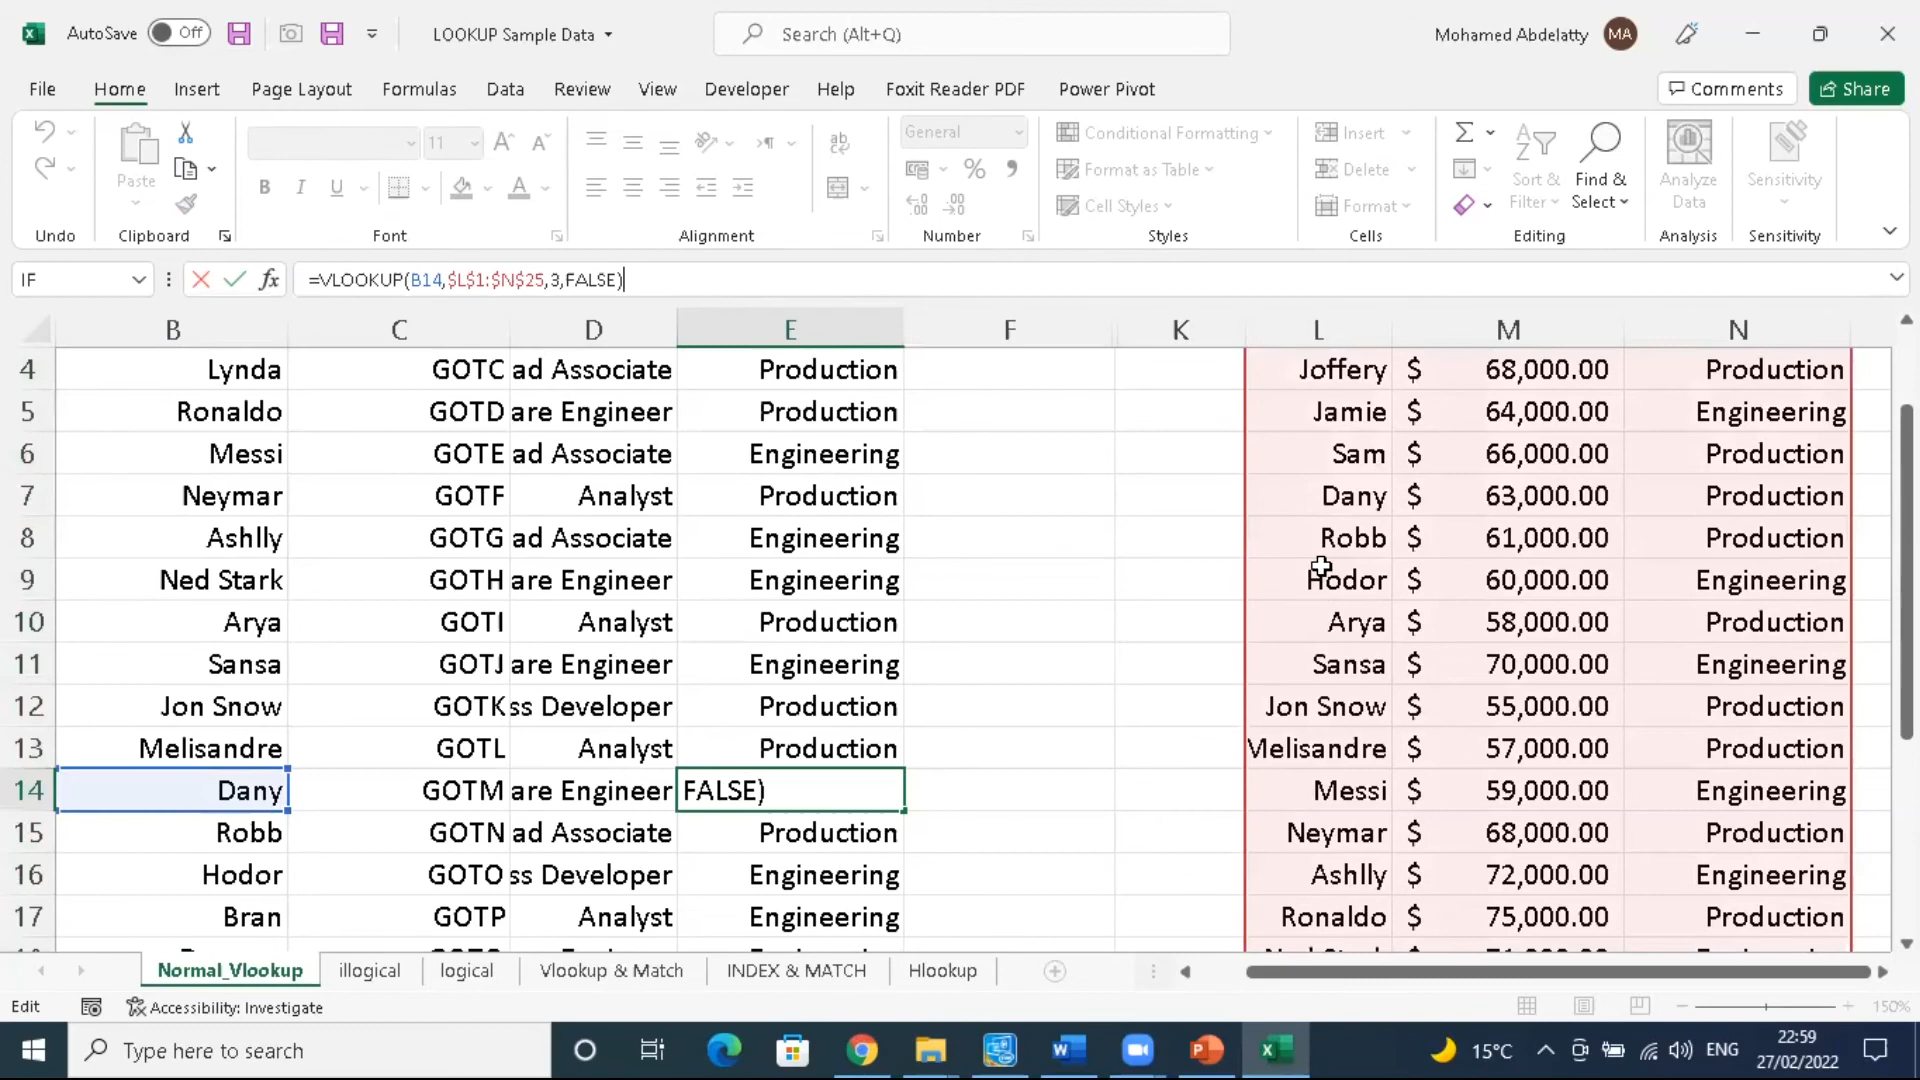 AutoSave Off LOOKUP Sample Data Search (Alt+Q) Mohamed Abdelatty MA
File Home Insert Page Layout Formulas Data Review View Developer Help Foxit Reader PDF Power Pivot Comments Share
Paste 11 A^ A^ B I U A ab General $ % 9 Conditional Formatting Format as Table Cell Styles Insert Delete Format Σ Sort & Filter Find & Select Analyze Data Sensitivity
Undo Clipboard Font Alignment Number Styles Cells Editing Analysis Sensitivity
IF fx =VLOOKUP(B14,$L$1:$N$25,3,FALSE)
B C D E F K L M N
4 Lynda GOTC ad Associate Production Joffery $ 68,000.00 Production
5 Ronaldo GOTD are Engineer Production Jamie $ 64,000.00 Engineering
6 Messi GOTE ad Associate Engineering Sam $ 66,000.00 Production
7 Neymar GOTF Analyst Production Dany $ 63,000.00 Production
8 Ashlly GOTG ad Associate Engineering Robb $ 61,000.00 Production
9 Ned Stark GOTH are Engineer Engineering Hodor $ 60,000.00 Engineering
10 Arya GOTI Analyst Production Arya $ 58,000.00 Production
11 Sansa GOTJ are Engineer Engineering Sansa $ 70,000.00 Engineering
12 Jon Snow GOTK ss Developer Production Jon Snow $ 55,000.00 Production
13 Melisandre GOTL Analyst Production Melisandre $ 57,000.00 Production
14 Dany GOTM are Engineer FALSE) Messi $ 59,000.00 Engineering
15 Robb GOTN ad Associate Production Neymar $ 68,000.00 Production
16 Hodor GOTO ss Developer Engineering Ashlly $ 72,000.00 Engineering
17 Bran GOTP Analyst Engineering Ronaldo $ 75,000.00 Production
Normal_Vlookup illogical logical Vlookup & Match INDEX & MATCH Hlookup
Edit Accessibility: Investigate 150%
Type here to search 15°C ENG 22:59
27/02/2022